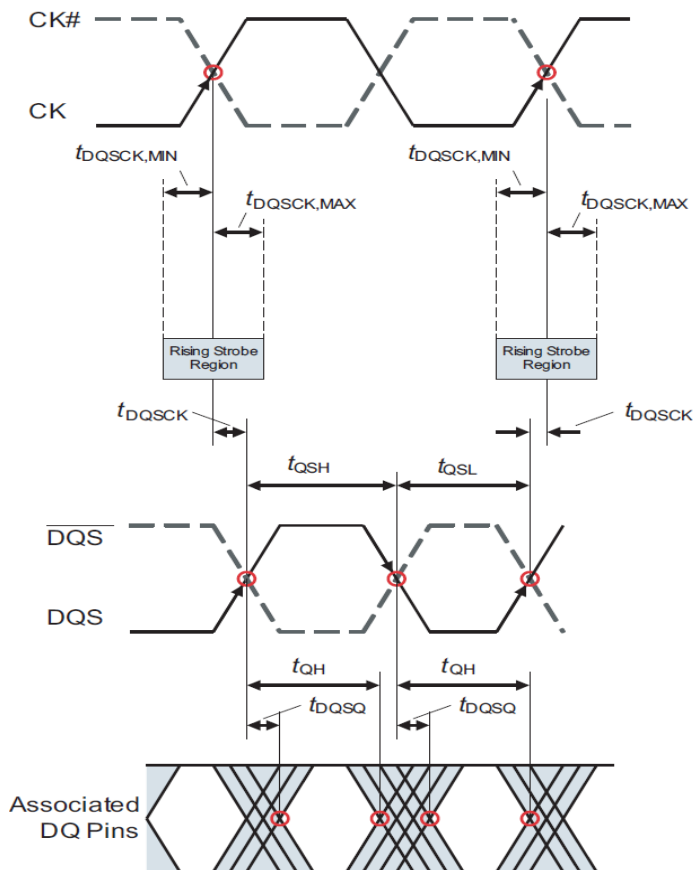 CK#
CK
tDQSCK,MIN
tDQSCK,MIN
tDQSCK,MAX
tDQSCK,MAX
Rising Strobe
Region
Rising Strobe
Region
tDQSCK
tDQSCK
tQSH
tQSL
D̅Q̅S̅
DQS
tQH
tQH
tDQSQ
tDQSQ
Associated
DQ Pins